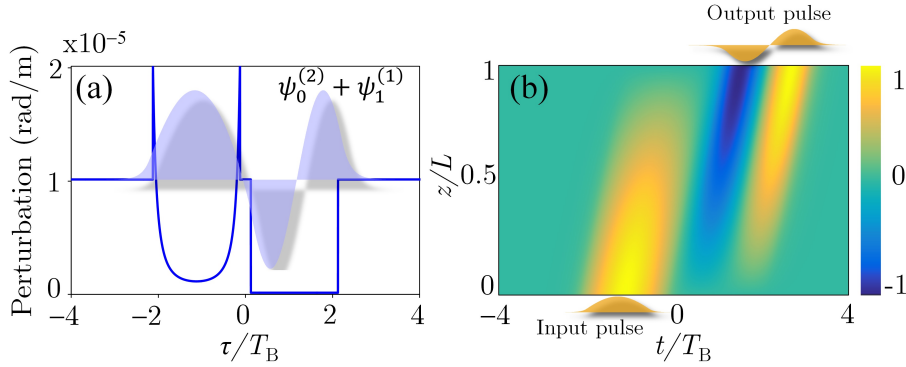 Output pulse
x10⁻⁵
2
(a)
ψ₀⁽²⁾ + ψ₁⁽¹⁾
1
(b)
1
Perturbation (rad/m)
1
z/L
0.5
0
0
0
-1
−4
−2
0
2
4
−4
0
4
Input pulse
τ/T_B
t/T_B